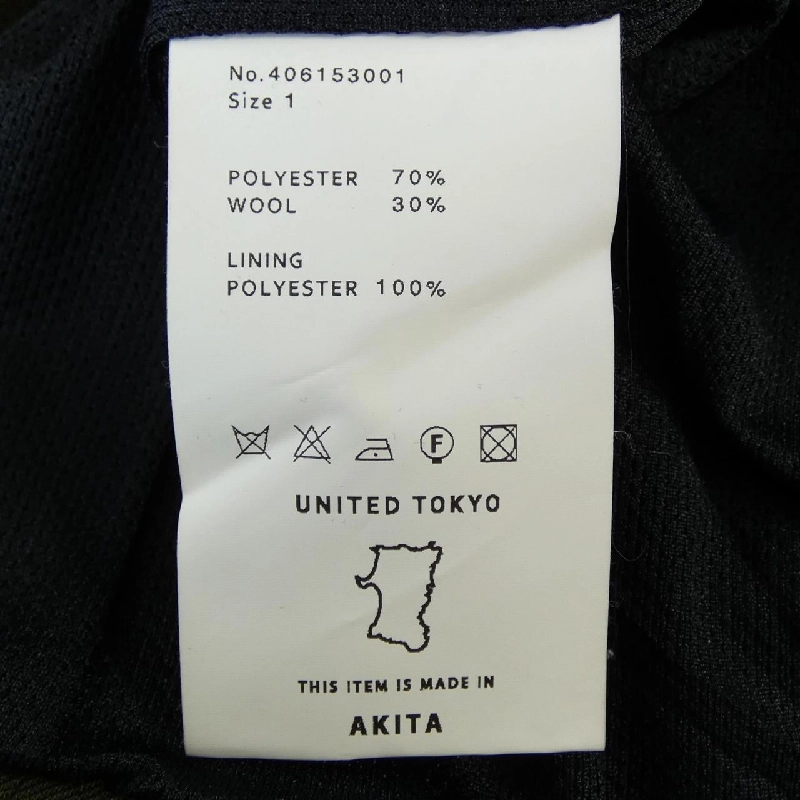 No.406153001
Size 1
POLYESTER 70%
WOOL 30%
LINING
POLYESTER 100%
F
UNITED TOKYO
THIS ITEM IS MADE IN
AKITA